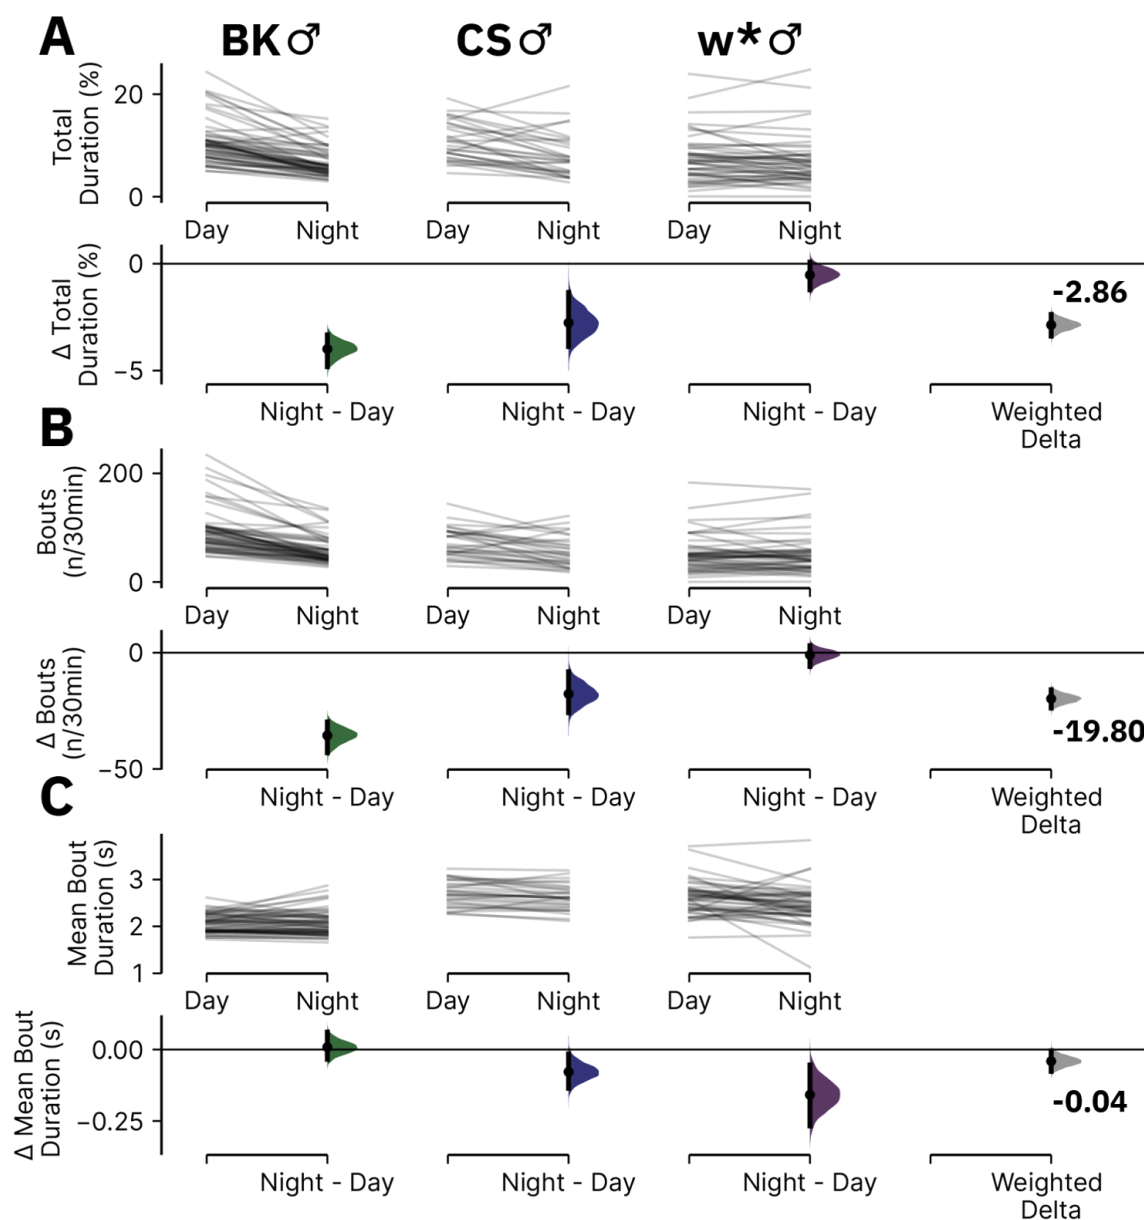 A
BK♂ CS♂ w*♂
Total
Duration (%)
20
0
Day Night Day Night Day Night
Δ Total
Duration (%)
0
−5
-2.86
Night - Day Night - Day Night - Day Weighted
Delta
B
Bouts
(n/30min)
200
0
Day Night Day Night Day Night
Δ Bouts
(n/30min)
0
−50
-19.80
Night - Day Night - Day Night - Day Weighted
Delta
C
Mean Bout
Duration (s)
3
2
1
Day Night Day Night Day Night
Δ Mean Bout
Duration (s)
0.00
−0.25
-0.04
Night - Day Night - Day Night - Day Weighted
Delta